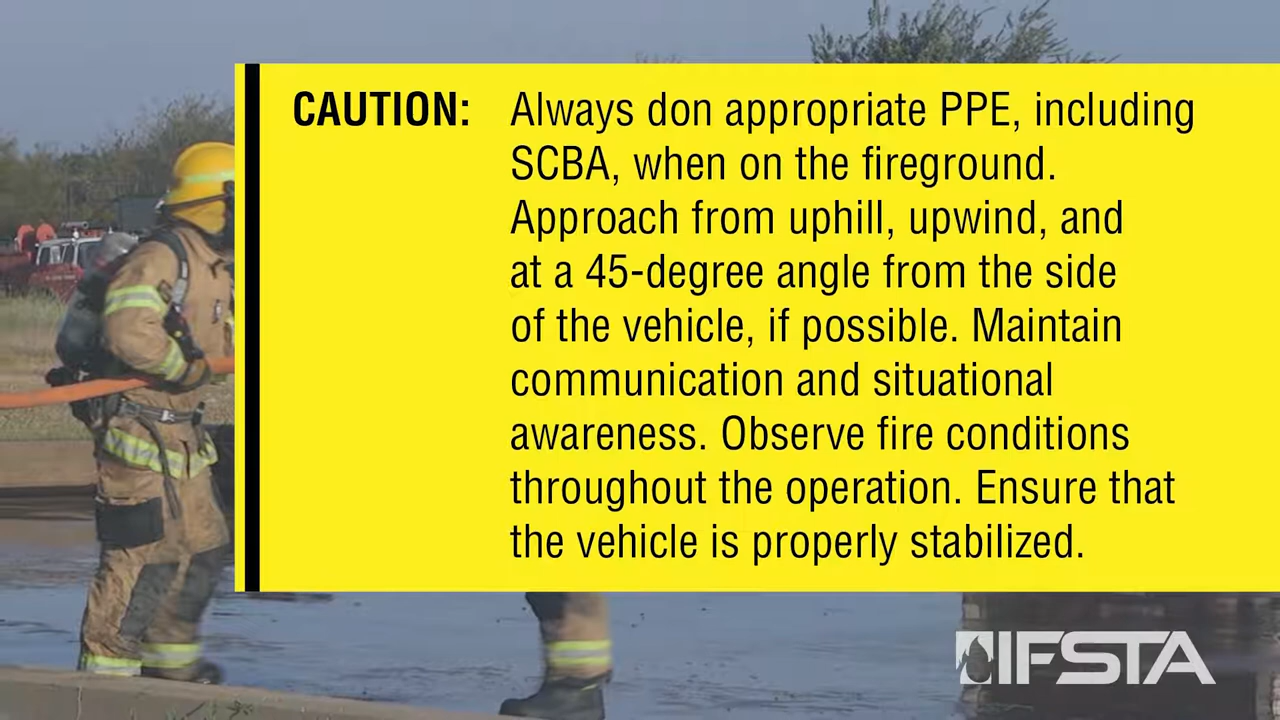 CAUTION: Always don appropriate PPE, including
SCBA, when on the fireground.
Approach from uphill, upwind, and
at a 45-degree angle from the side
of the vehicle, if possible. Maintain
communication and situational
awareness. Observe fire conditions
throughout the operation. Ensure that
the vehicle is properly stabilized.
IFSTA